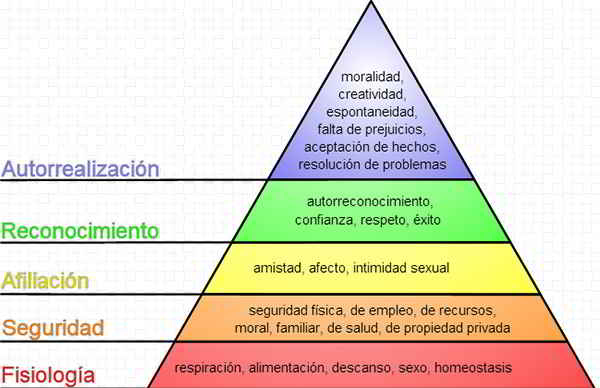 moralidad,
creatividad,
espontaneidad,
falta de prejuicios,
aceptación de hechos,
resolución de problemas
Autorrealización
autorreconocimiento,
confianza, respeto, éxito
Reconocimiento
amistad, afecto, intimidad sexual
Afiliación
seguridad física, de empleo, de recursos,
moral, familiar, de salud, de propiedad privada
Seguridad
respiración, alimentación, descanso, sexo, homeostasis
Fisiología